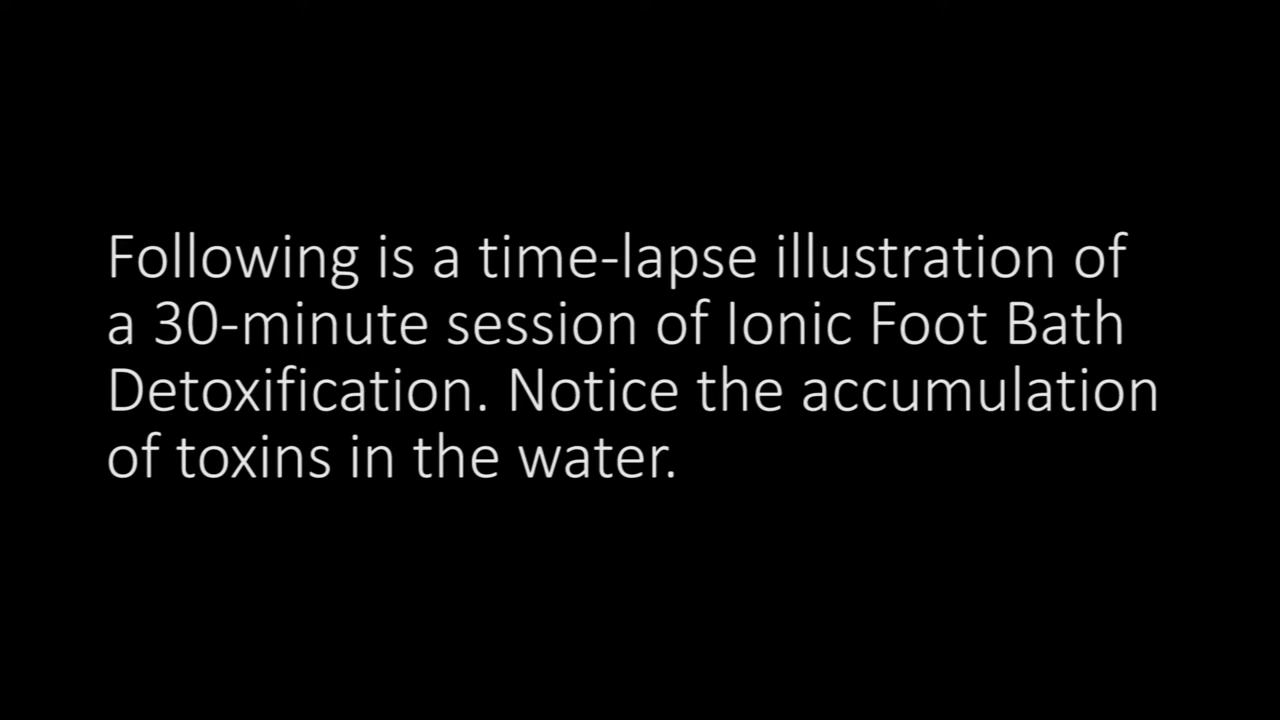 Following is a time-lapse illustration of
a 30-minute session of Ionic Foot Bath
Detoxification. Notice the accumulation
of toxins in the water.